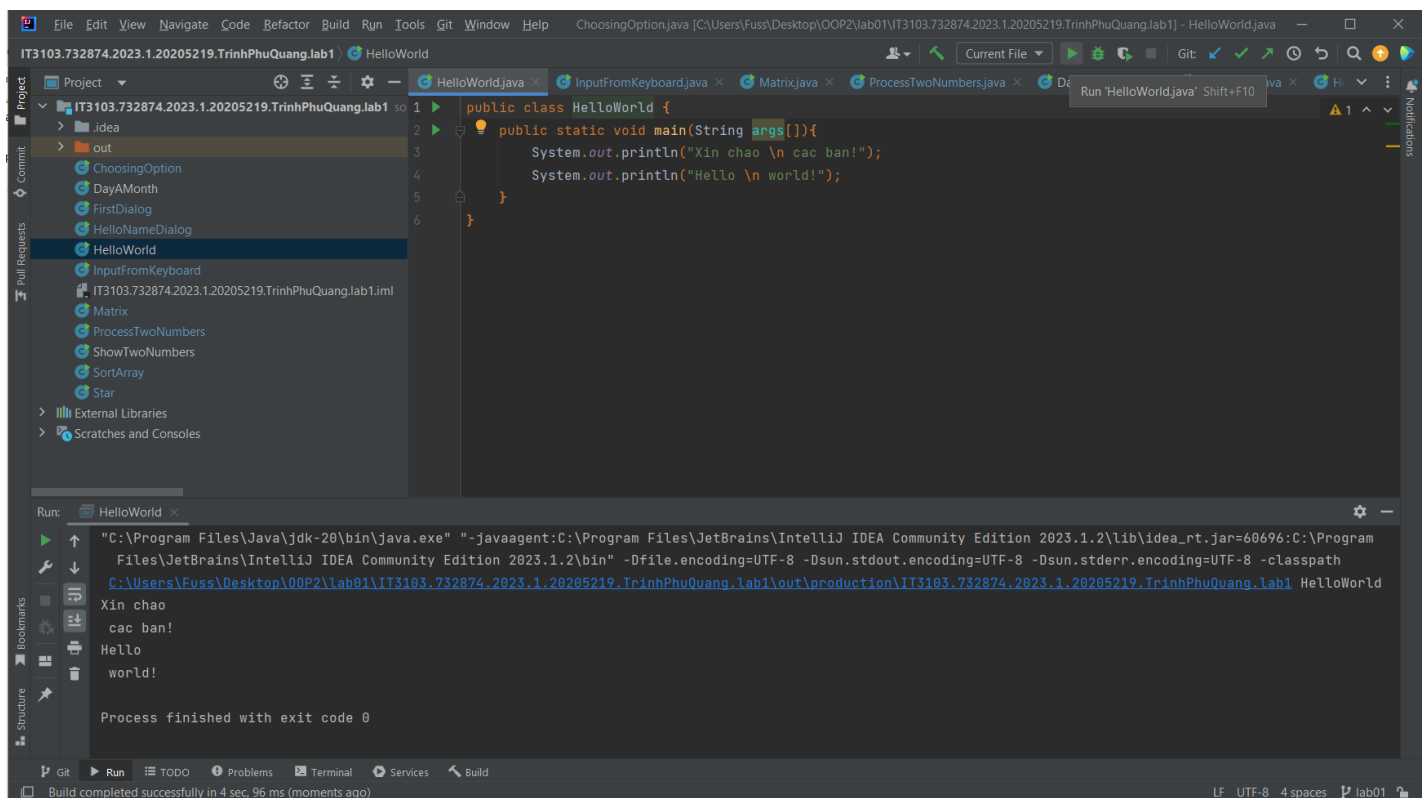 File Edit View Navigate Code Refactor Build Run Tools Git Window Help ChoosingOption.java [C:\Users\Fuss\Desktop\OOP2\lab01\IT3103.732874.2023.1.20205219.TrinhPhuQuang.lab1] - HelloWorld.java
IT3103.732874.2023.1.20205219.TrinhPhuQuang.lab1 HelloWorld
Current File
Git:
Project
HelloWorld.java InputFromKeyboard.java Matrix.java ProcessTwoNumbers.java
Run 'HelloWorld.java' Shift+F10
Project
Commit
Pull Requests
Bookmarks
Structure
Notifications
IT3103.732874.2023.1.20205219.TrinhPhuQuang.lab1
.idea
out
ChoosingOption
DayAMonth
FirstDialog
HelloNameDialog
HelloWorld
InputFromKeyboard
IT3103.732874.2023.1.20205219.TrinhPhuQuang.lab1.iml
Matrix
ProcessTwoNumbers
ShowTwoNumbers
SortArray
Star
External Libraries
Scratches and Consoles
1 public class HelloWorld {
2 public static void main(String args[]){
3 System.out.println("Xin chao \n cac ban!");
4 System.out.println("Hello \n world!");
5 }
6 }
1
Run: HelloWorld
"C:\Program Files\Java\jdk-20\bin\java.exe" "-javaagent:C:\Program Files\JetBrains\IntelliJ IDEA Community Edition 2023.1.2\lib\idea_rt.jar=60696:C:\Program
Files\JetBrains\IntelliJ IDEA Community Edition 2023.1.2\bin" -Dfile.encoding=UTF-8 -Dsun.stdout.encoding=UTF-8 -Dsun.stderr.encoding=UTF-8 -classpath
C:\Users\Fuss\Desktop\OOP2\lab01\IT3103.732874.2023.1.20205219.TrinhPhuQuang.lab1\out\production\IT3103.732874.2023.1.20205219.TrinhPhuQuang.lab1 HelloWorld
Xin chao
cac ban!
Hello
world!
Process finished with exit code 0
Git Run TODO Problems Terminal Services Build
Build completed successfully in 4 sec, 96 ms (moments ago)
LF UTF-8 4 spaces lab01